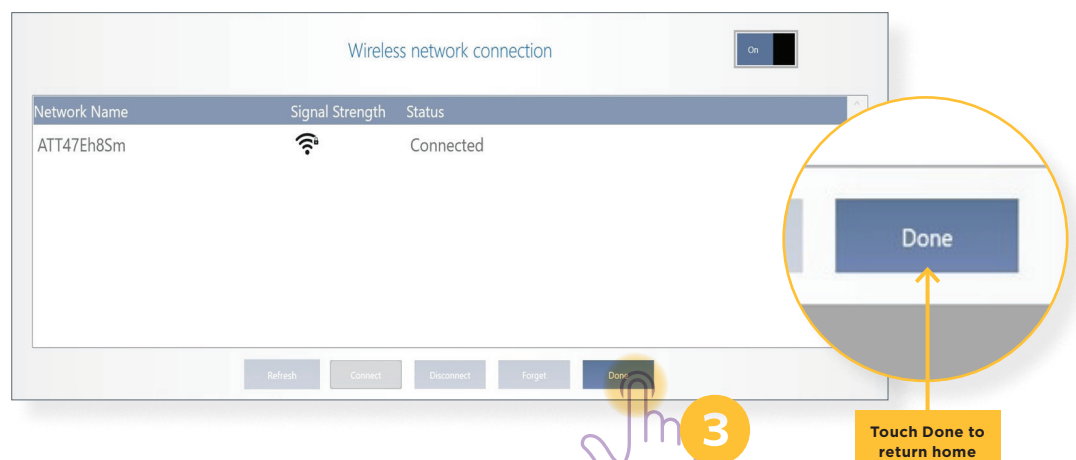 Wireless network connection
On
Network Name Signal Strength Status
ATT47Eh8Sm Connected
Done
Refresh Connect Disconnect Forget Done
3
Touch Done to
return home